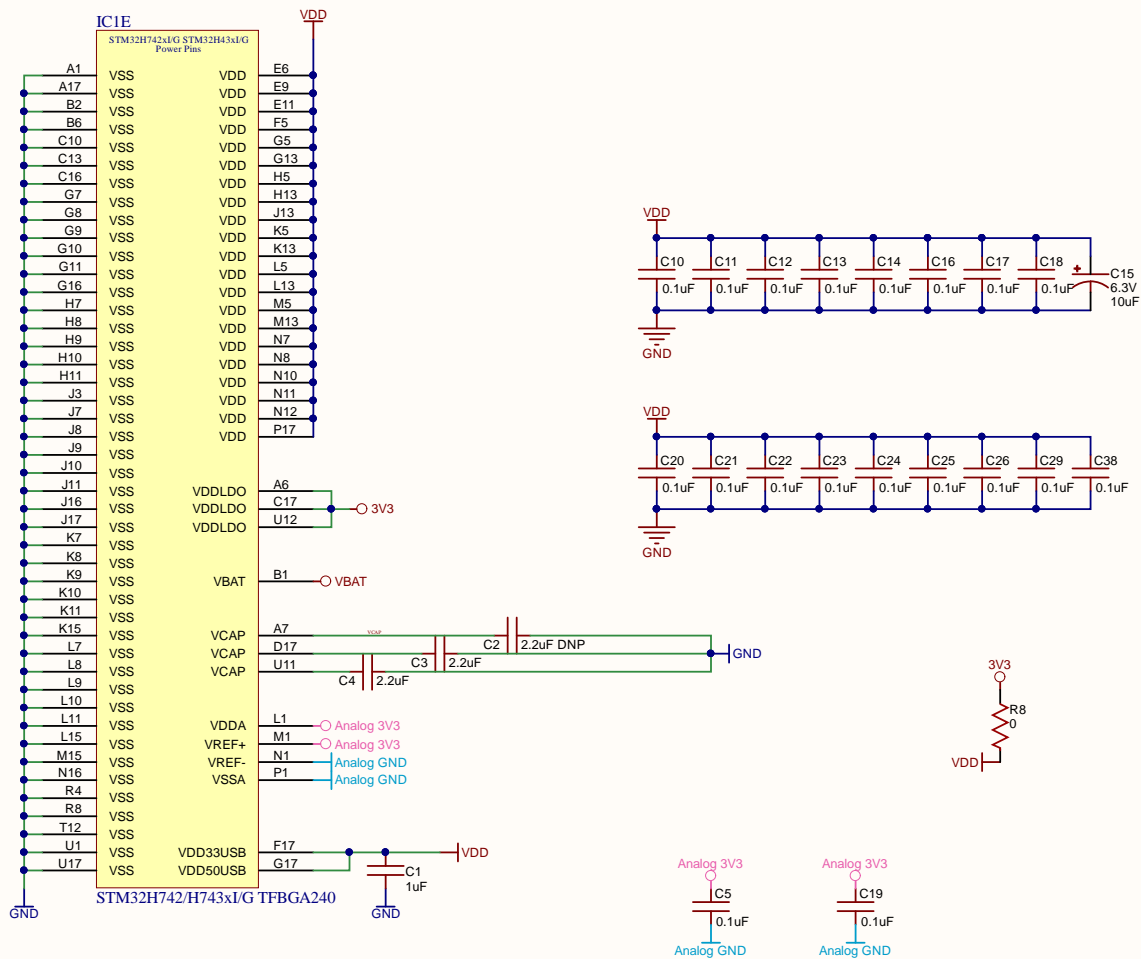 IC1E
VDD
STM32H742xI/G STM32H43xI/G
Power Pins
A1 VSS VDD E6
A17 VSS VDD E9
B2 VSS VDD E11
B6 VSS VDD F5
C10 VSS VDD G5
C13 VSS VDD G13
C16 VSS VDD H5
G7 VSS VDD H13
G8 VSS VDD J13
G9 VSS VDD K5
G10 VSS VDD K13
G11 VSS VDD L5
G16 VSS VDD L13
H7 VSS VDD M5
H8 VSS VDD M13
H9 VSS VDD N7
H10 VSS VDD N8
H11 VSS VDD N10
J3 VSS VDD N11
J7 VSS VDD N12
J8 VSS VDD P17
J9 VSS
J10 VSS
J11 VSS VDDLDO A6
J16 VSS VDDLDO C17 3V3
J17 VSS VDDLDO U12
K7 VSS
K8 VSS
K9 VSS VBAT B1 VBAT
K10 VSS
K11 VSS
K15 VSS VCAP A7 VCAP C2 2.2uF DNP
L7 VSS VCAP D17 C3 2.2uF GND
L8 VSS VCAP U11 C4 2.2uF
L9 VSS
L10 VSS
L11 VSS VDDA L1 Analog 3V3
L15 VSS VREF+ M1 Analog 3V3
M15 VSS VREF- N1 Analog GND
N16 VSS VSSA P1 Analog GND
R4 VSS
R8 VSS
T12 VSS
U1 VSS VDD33USB F17 VDD
U17 VSS VDD50USB G17
C1
1uF
GND
GND
STM32H742/H743xI/G TFBGA240
VDD
C10 C11 C12 C13 C14 C16 C17 C18 C15
0.1uF 0.1uF 0.1uF 0.1uF 0.1uF 0.1uF 0.1uF 0.1uF 6.3V
10uF
GND
VDD
C20 C21 C22 C23 C24 C25 C26 C29 C38
0.1uF 0.1uF 0.1uF 0.1uF 0.1uF 0.1uF 0.1uF 0.1uF 0.1uF
GND
3V3
R8
0
VDD
Analog 3V3
C5
0.1uF
Analog GND
Analog 3V3
C19
0.1uF
Analog GND